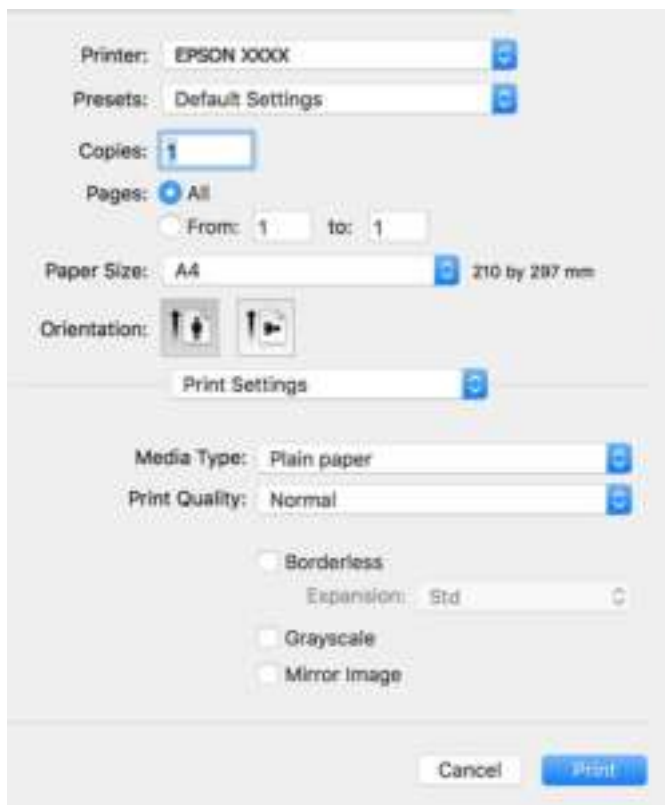 Printer: EPSON XXXX
Presets: Default Settings
Copies: 1
Pages: All
From: 1 to: 1
Paper Size: A4 210 by 297 mm
Orientation:
Print Settings
Media Type: Plain paper
Print Quality: Normal
Borderless
Expansion: Std
Grayscale
Mirror Image
Cancel Print